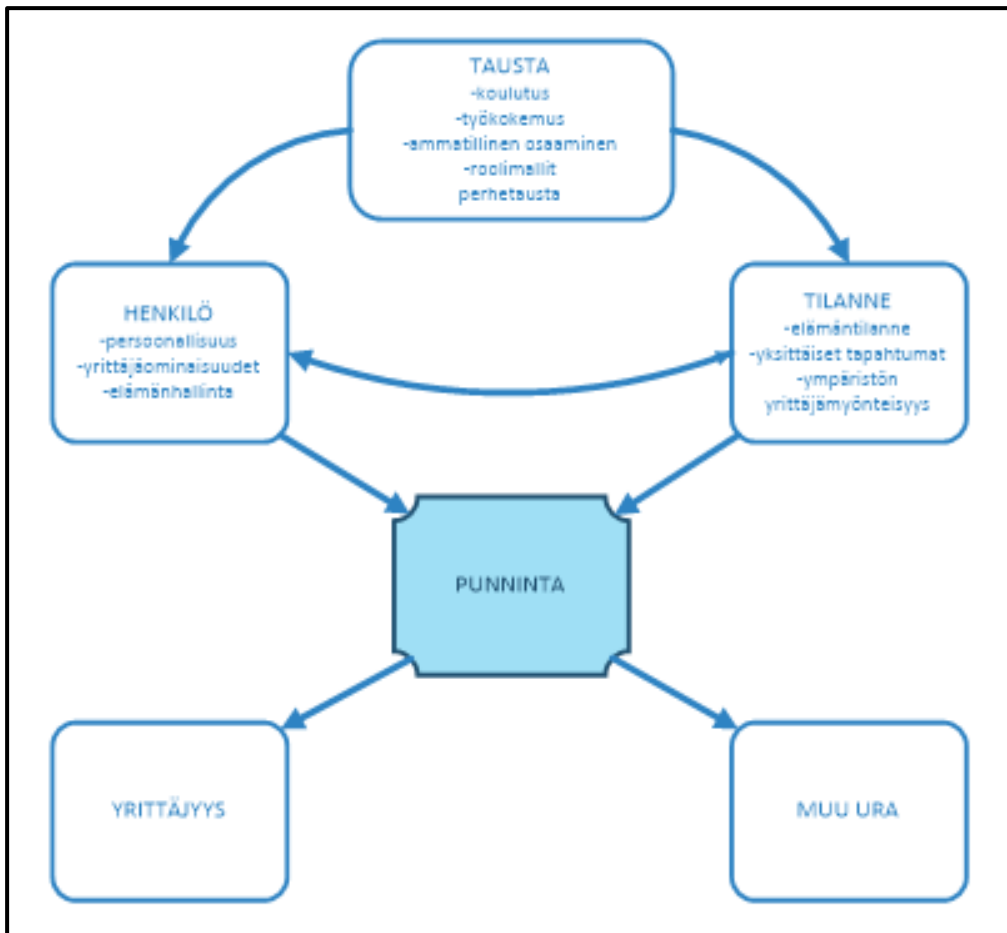 TAUSTA
-koulutus
-työkokemus
-ammatillinen osaaminen
-roolimallit
perhetausta
HENKILÖ
-persoonallisuus
-yrittäjäominaisuudet
-elämänhallinta
TILANNE
-elämäntilanne
-yksittäiset tapahtumat
-ympäristön
yrittäjämyönteisyys
PUNNINTA
YRITTÄJYYS
MUU URA